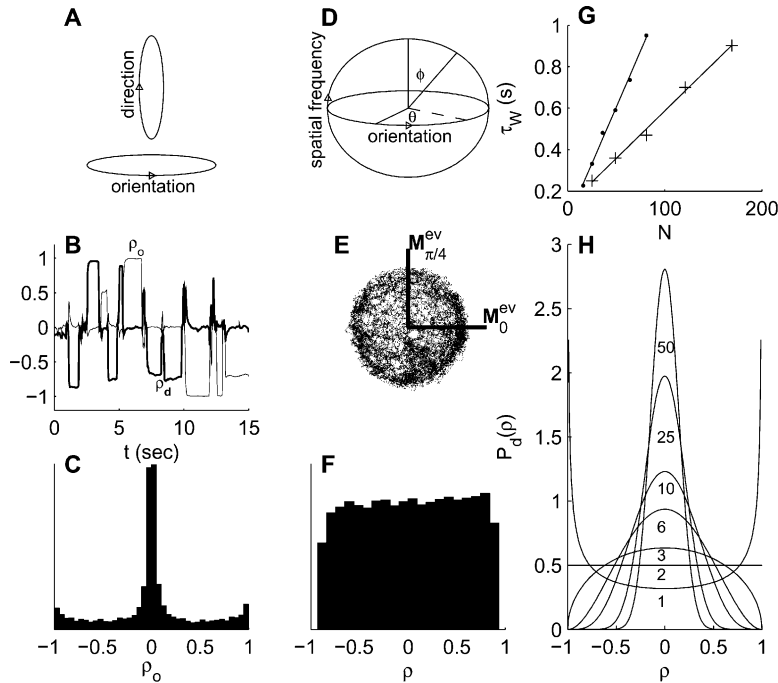 A
direction
orientation
B
ρo
ρd
1
0.5
0
−0.5
−1
0
5
10
15
t (sec)
C
−1
−0.5
0
0.5
1
ρo
D
spatial frequency
ϕ
θ
orientation
E
M ev π/4
M ev 0
F
−1
−0.5
0
0.5
1
ρ
G
1
0.8
0.6
0.4
0.2
τW (s)
0
100
200
N
H
3
2.5
2
1.5
1
0.5
0
Pd(ρ)
50
25
10
6
3
2
1
−1
−0.5
0
0.5
1
ρ